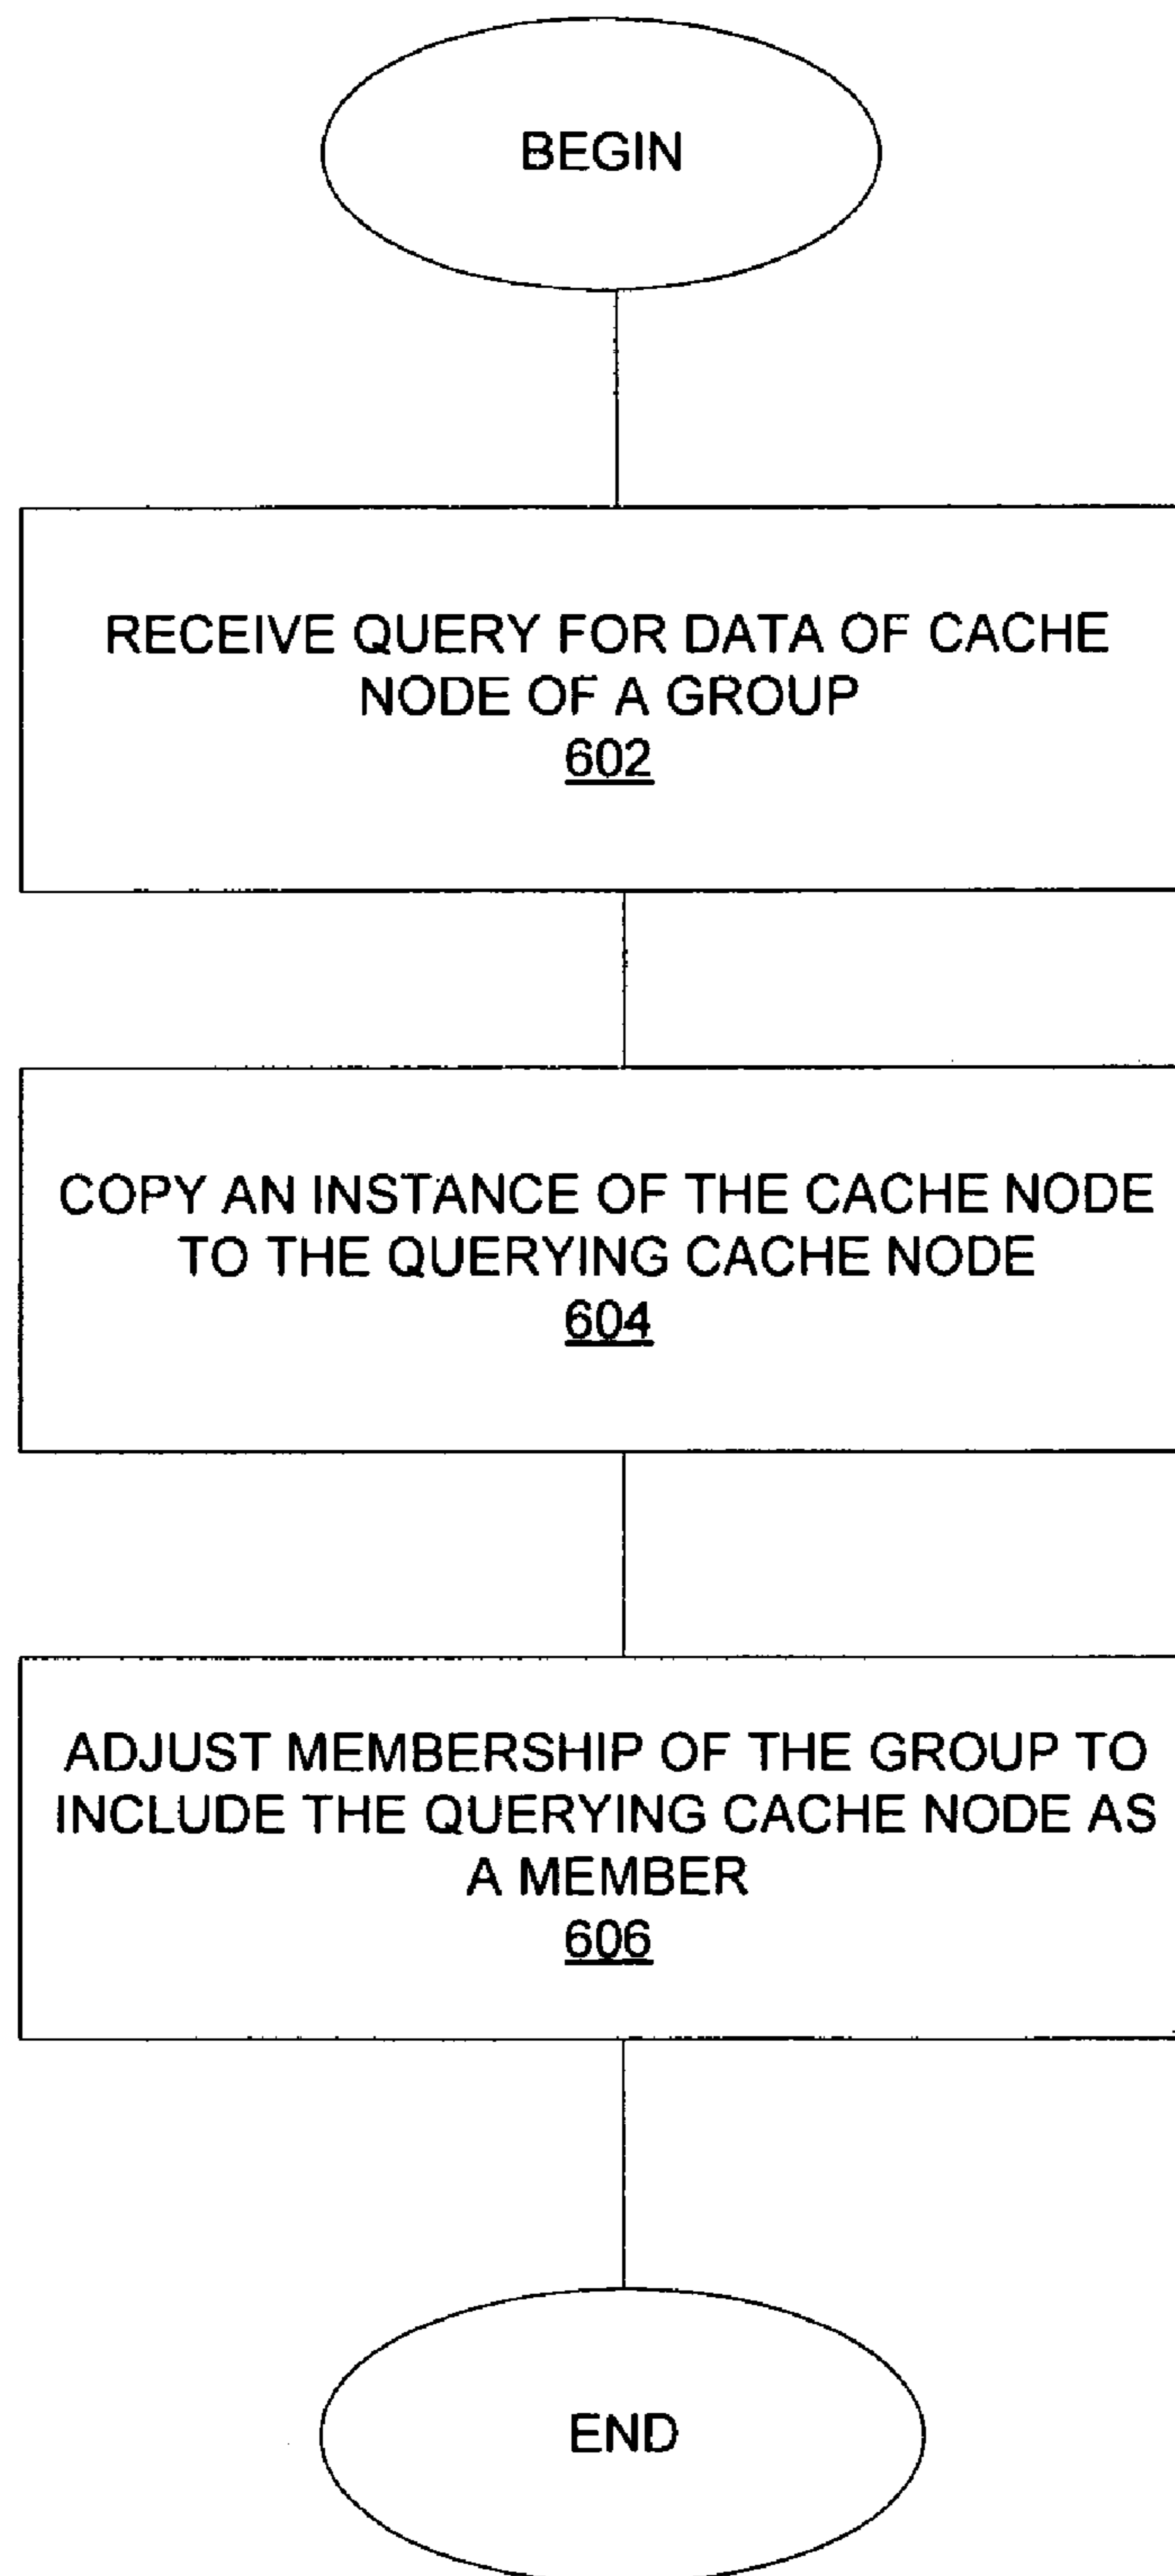 BEGIN
RECEIVE QUERY FOR DATA OF CACHE
NODE OF A GROUP
602
COPY AN INSTANCE OF THE CACHE NODE
TO THE QUERYING CACHE NODE
604
ADJUST MEMBERSHIP OF THE GROUP TO
INCLUDE THE QUERYING CACHE NODE AS
A MEMBER
606
END